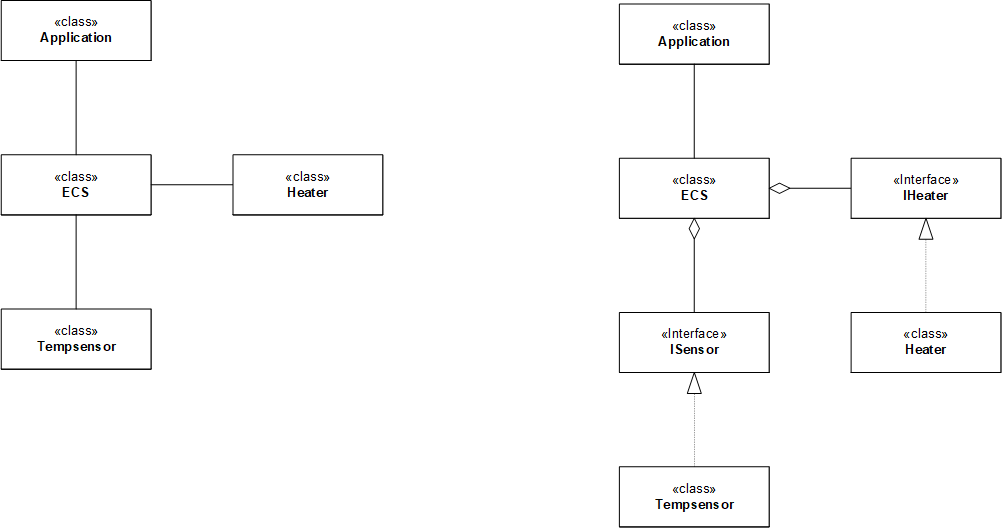 «class»
Application
«class»
ECS
«class»
Heater
«class»
Tempsensor
«class»
Application
«class»
ECS
«Interface»
IHeater
«Interface»
ISensor
«class»
Heater
«class»
Tempsensor